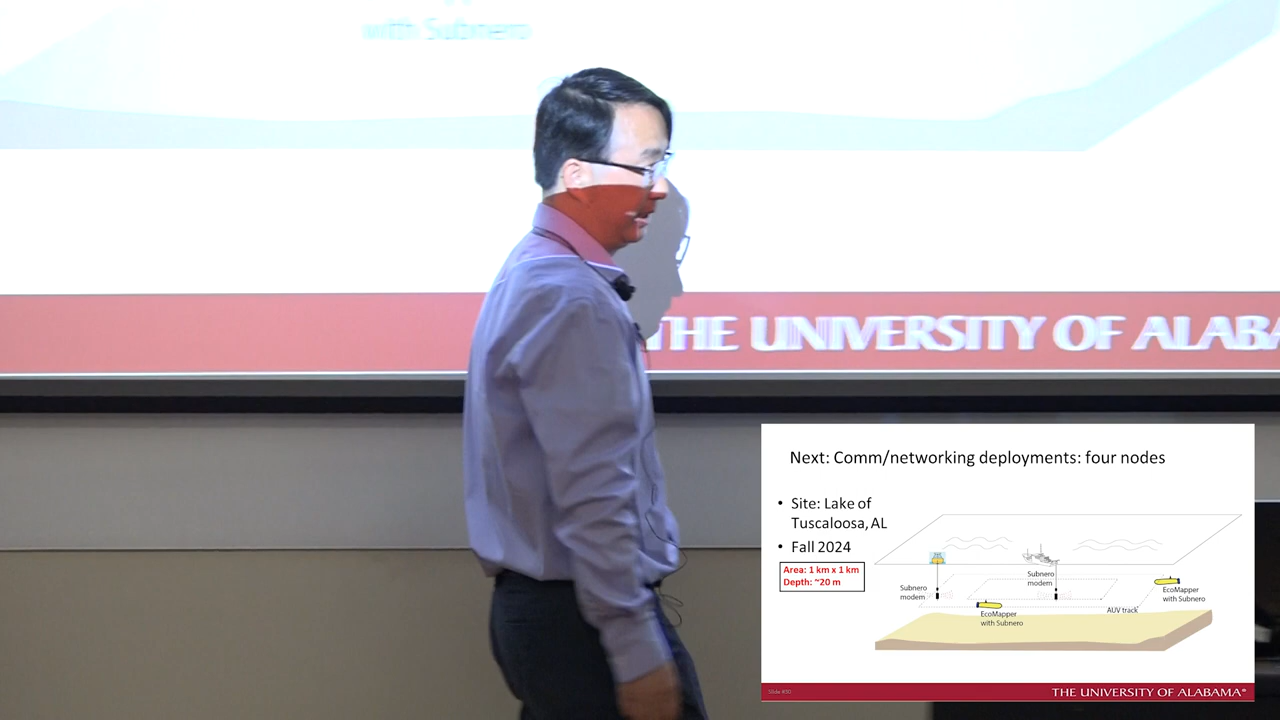 with Subnero
THE UNIVERSITY OF ALABA
Next: Comm/networking deployments: four nodes
• Site: Lake of
Tuscaloosa, AL
• Fall 2024
Area: 1 km x 1 km
Depth: ~20 m
Subnero
modem
Subnero
modem
EcoMapper
with Subnero
EcoMapper
with Subnero
AUV track
Slide #30
THE UNIVERSITY OF ALABAMA®